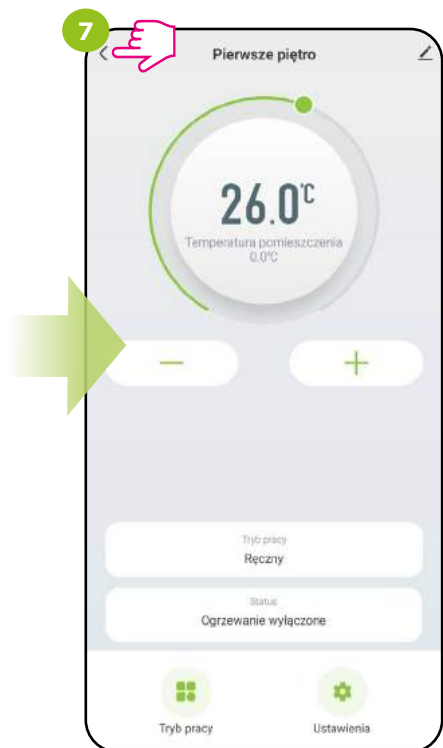 7
Pierwsze piętro
26.0°C
Temperatura pomieszczenia
0.0°C
Tryb pracy
Ręczny
Status
Ogrzewanie wyłączone
Tryb pracy
Ustawienia